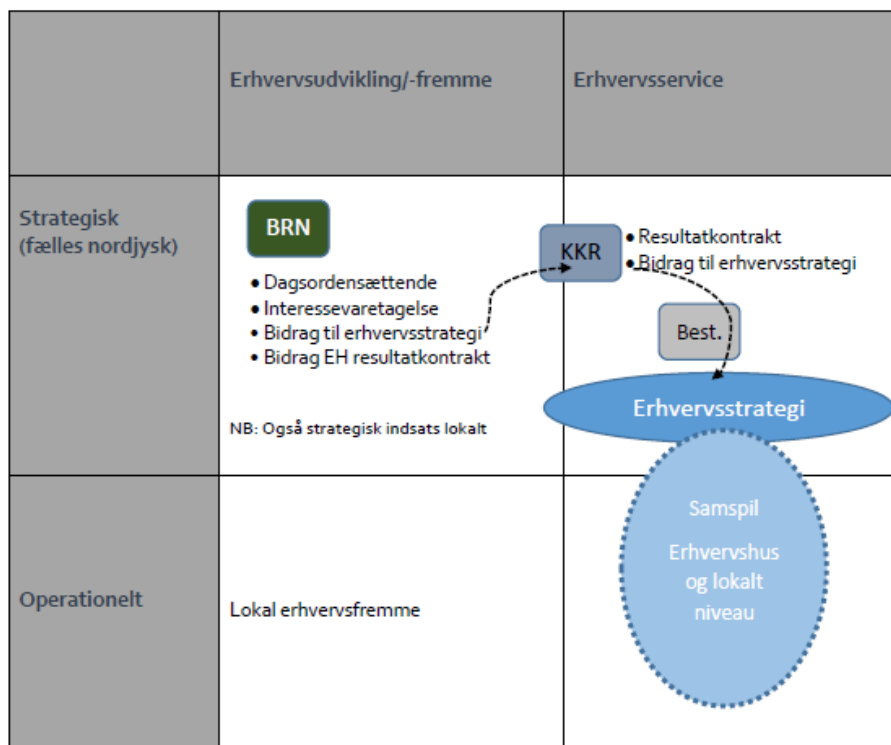 Erhvervsudvikling/-fremme
Erhvervsservice
Strategisk
(fælles nordjysk)
BRN
• Dagsordensættende
• Interessevaretagelse
• Bidrag til erhvervsstrategi
• Bidrag EH resultatkontrakt
NB: Også strategisk indsats lokalt
KKR
• Resultatkontrakt
• Bidrag til erhvervsstrategi
Best.
Erhvervsstrategi
Samspil
Erhvervshus
og lokalt
niveau
Operationelt
Lokal erhvervsfremme